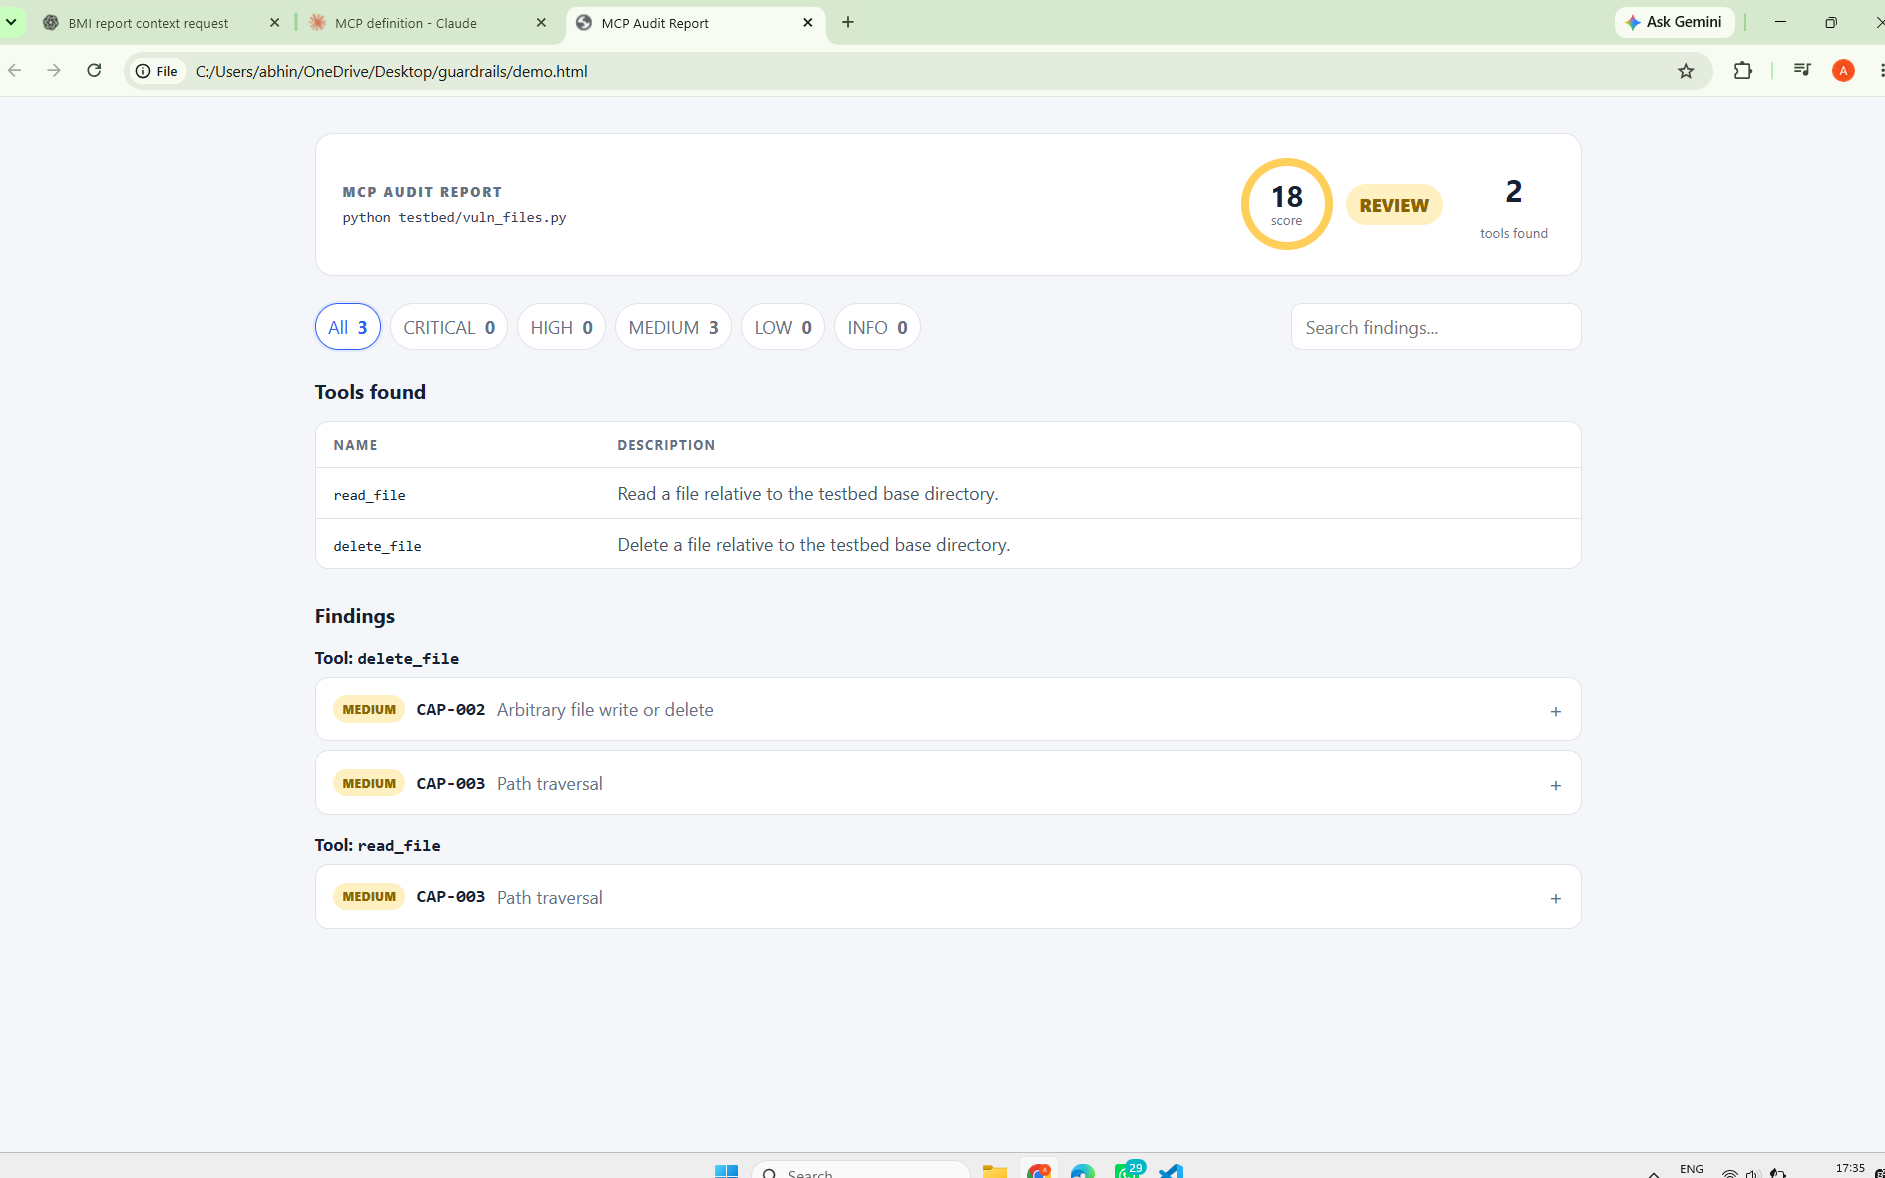 BMI report context request
MCP definition - Claude
MCP Audit Report
Ask Gemini
File
C:/Users/abhin/OneDrive/Desktop/guardrails/demo.html
A
MCP AUDIT REPORT
python testbed/vuln_files.py
18
score
REVIEW
2
tools found
All 3
CRITICAL 0
HIGH 0
MEDIUM 3
LOW 0
INFO 0
Search findings...
Tools found
NAME DESCRIPTION
read_file Read a file relative to the testbed base directory.
delete_file Delete a file relative to the testbed base directory.
Findings
Tool: delete_file
MEDIUM CAP-002 Arbitrary file write or delete +
MEDIUM CAP-003 Path traversal +
Tool: read_file
MEDIUM CAP-003 Path traversal +
Search
29
ENG
17:35